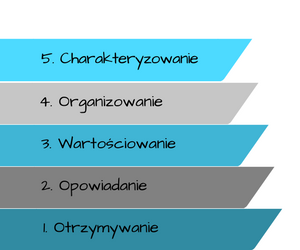 5. Charakteryzowanie
4. Organizowanie
3. Wartościowanie
2. Opowiadanie
1. Otrzymywanie